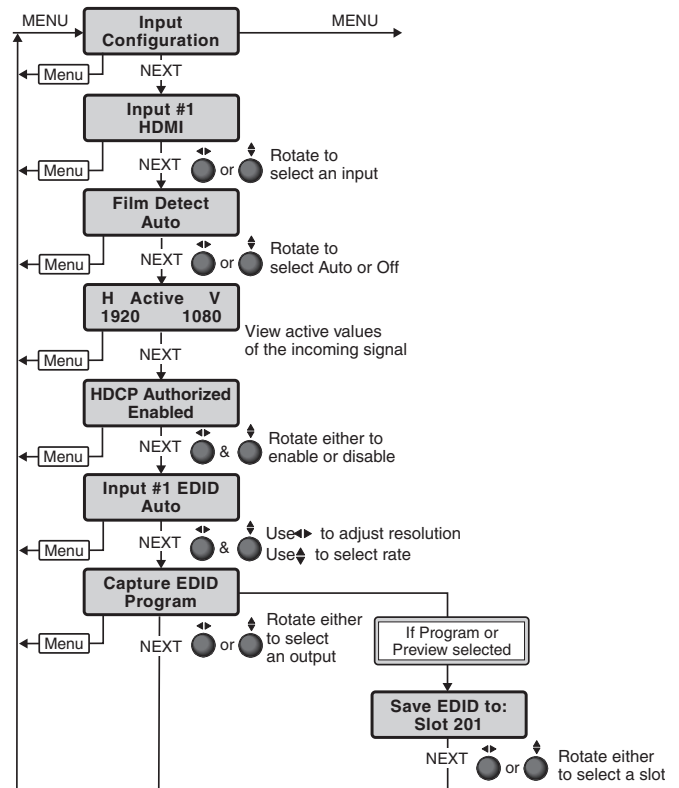 MENU
Input
Configuration
MENU
Menu
NEXT
Input #1
HDMI
Menu
NEXT
or
Rotate to
select an input
Film Detect
Auto
Menu
NEXT
or
Rotate to
select Auto or Off
H Active V
1920 1080
View active values
of the incoming signal
Menu
NEXT
HDCP Authorized
Enabled
Menu
NEXT
&
Rotate either to
enable or disable
Input #1 EDID
Auto
Menu
NEXT
&
Use to adjust resolution
Use to select rate
Capture EDID
Program
Menu
NEXT
or
Rotate either
to select
an output
If Program or
Preview selected
Save EDID to:
Slot 201
NEXT
or
Rotate either
to select a slot